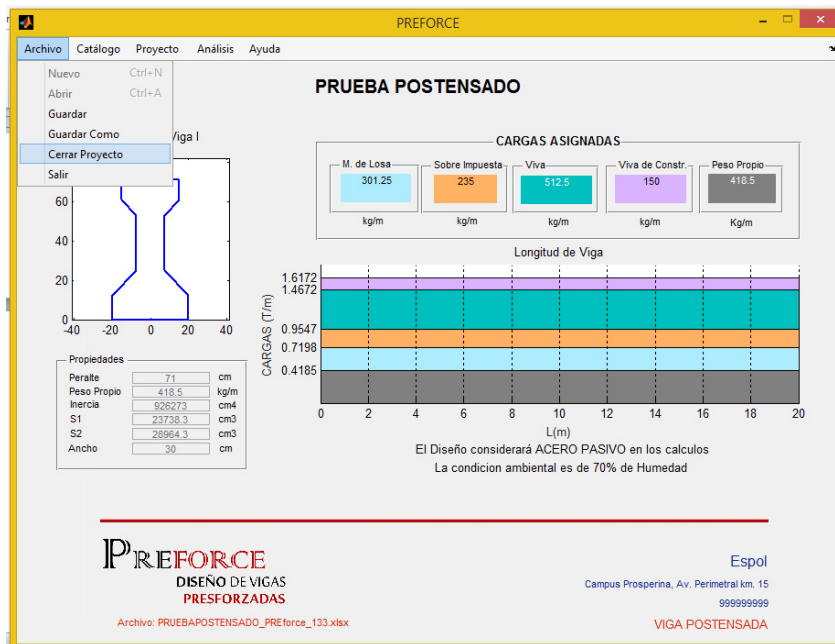 PREFORCE
Archivo Catálogo Proyecto Análisis Ayuda
Nuevo Ctrl+N
Abrir Ctrl+A
Guardar
Guardar Como
Cerrar Proyecto
Salir
PRUEBA POSTENSADO
Viga I
60
40
20
0
-40 -20 0 20 40
CARGAS ASIGNADAS
M. de Losa Sobre Impuesta Viva Viva de Constr. Peso Propio
301.25 235 512.5 150 418.5
kg/m kg/m kg/m kg/m Kg/m
Longitud de Viga
CARGAS (T/m)
1.6172
1.4672
0.9547
0.7198
0.4185
0 2 4 6 8 10 12 14 16 18 20
L(m)
Propiedades
Peralte 71 cm
Peso Propio 418.5 kg/m
Inercia 926273 cm4
S1 23738.3 cm3
S2 28964.3 cm3
Ancho 30 cm
El Diseño considerará ACERO PASIVO en los calculos
La condicion ambiental es de 70% de Humedad
PREFORCE
DISEÑO DE VIGAS
PRESFORZADAS
Archivo: PRUEBAPOSTENSADO_PREforce_133.xlsx
Espol
Campus Prosperina, Av. Perimetral km. 15
999999999
VIGA POSTENSADA